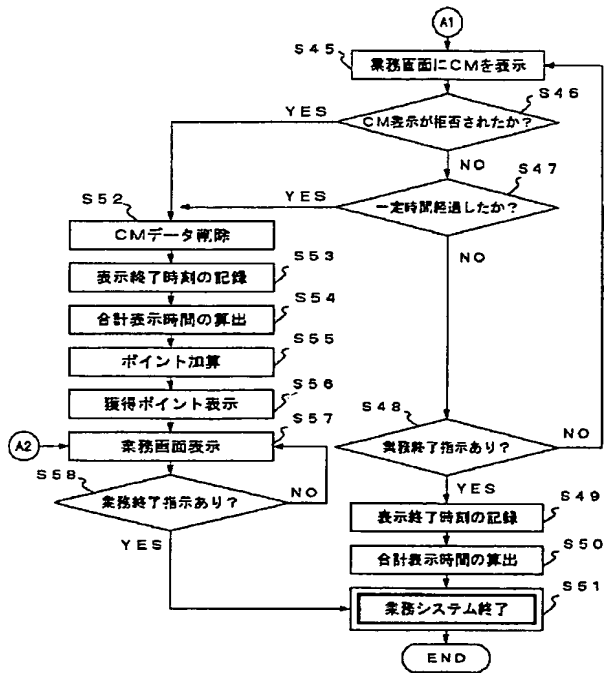 A1
S45
業務画面にCMを表示
S46
CM表示が拒否されたか？
YES
NO
S47
一定時間経過したか？
YES
NO
S52
CMデータ削除
S53
表示終了時刻の記録
S54
合計表示時間の算出
S55
ポイント加算
S56
獲得ポイント表示
S57
A2
業務画面表示
S58
業務終了指示あり？
NO
YES
S48
業務終了指示あり？
NO
YES
S49
表示終了時刻の記録
S50
合計表示時間の算出
S51
業務システム終了
END